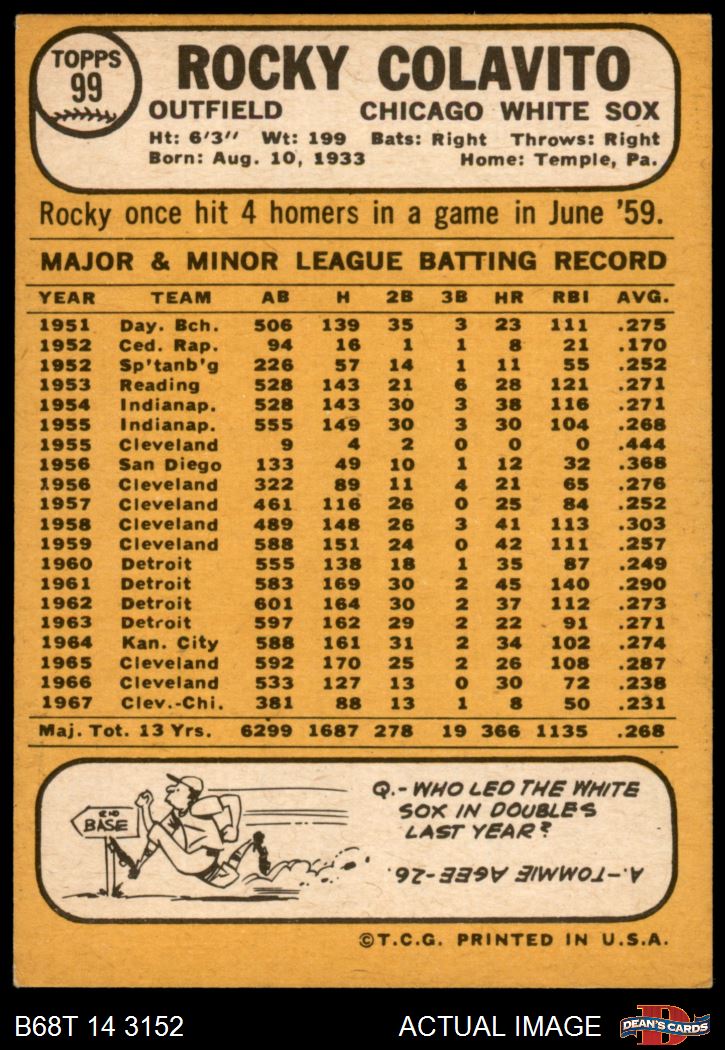 TOPPS
99
ROCKY COLAVITO
OUTFIELD CHICAGO WHITE SOX
Ht: 6'3" Wt: 199 Bats: Right Throws: Right
Born: Aug. 10, 1933 Home: Temple, Pa.
Rocky once hit 4 homers in a game in June '59.
MAJOR & MINOR LEAGUE BATTING RECORD
YEAR TEAM AB H 2B 3B HR RBI AVG.
1951 Day. Bch. 506 139 35 3 23 111 .275
1952 Ced. Rap. 94 16 1 1 8 21 .170
1952 Sp'tanb'g 226 57 14 1 11 55 .252
1953 Reading 528 143 21 6 28 121 .271
1954 Indianap. 528 143 30 3 38 116 .271
1955 Indianap. 555 149 30 3 30 104 .268
1955 Cleveland 9 4 2 0 0 0 .444
1956 San Diego 133 49 10 1 12 32 .368
1956 Cleveland 322 89 11 4 21 65 .276
1957 Cleveland 461 116 26 0 25 84 .252
1958 Cleveland 489 148 26 3 41 113 .303
1959 Cleveland 588 151 24 0 42 111 .257
1960 Detroit 555 138 18 1 35 87 .249
1961 Detroit 583 169 30 2 45 140 .290
1962 Detroit 601 164 30 2 37 112 .273
1963 Detroit 597 162 29 2 22 91 .271
1964 Kan. City 588 161 31 2 34 102 .274
1965 Cleveland 592 170 25 2 26 108 .287
1966 Cleveland 533 127 13 0 30 72 .238
1967 Clev.-Chi. 381 88 13 1 8 50 .231
Maj. Tot. 13 Yrs. 6299 1687 278 19 366 1135 .268
2ND
BASE
Q.- WHO LED THE WHITE
SOX IN DOUBLES
LAST YEAR?
A.-TOMMIE AGEE-26.
©T.C.G. PRINTED IN U.S.A.
B68T 14 3152 ACTUAL IMAGE
D
DEAN'S CARDS